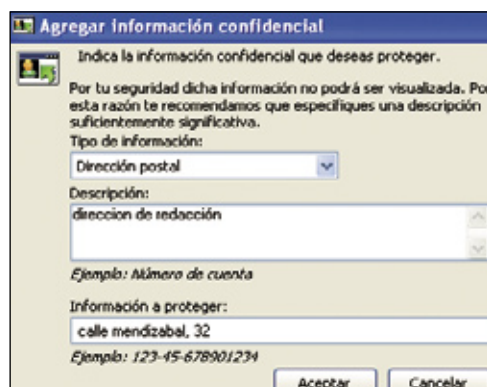 Agregar información confidencial
Indica la información confidencial que deseas proteger.
Por tu seguridad dicha información no podrá ser visualizada. Por
esta razón te recomendamos que especifiques una descripción
suficientemente significativa.
Tipo de información:
Dirección postal
Descripción:
direccion de redacción
Ejemplo: Número de cuenta
Información a proteger:
calle mendizabal, 32
Ejemplo: 123-45-678901234
Aceptar Cancelar